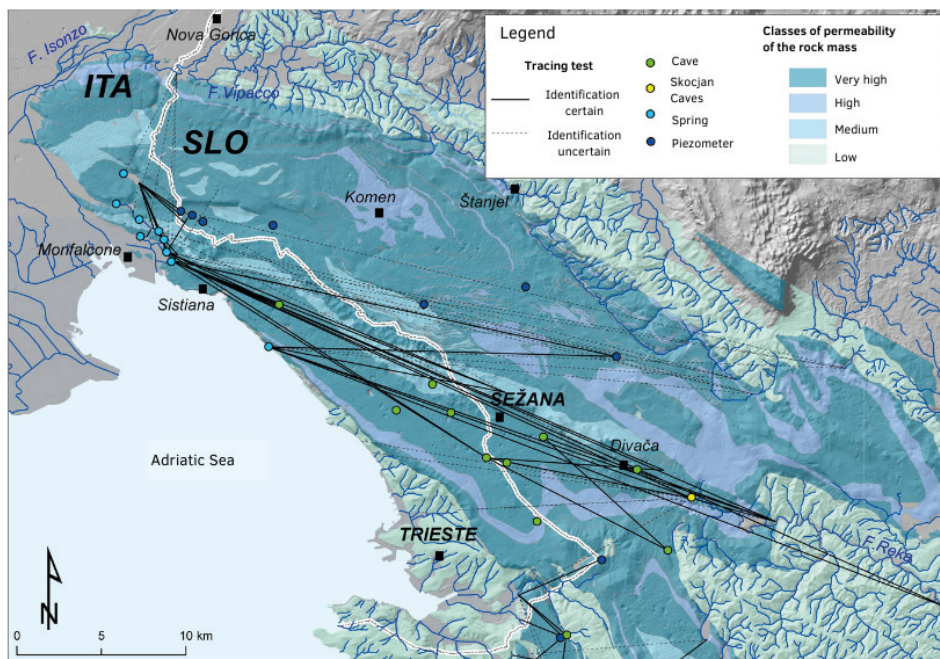 Nova Gorica
F. Isonzo
ITA
F. Vipacco
SLO
Komen
Štanjel
Monfalcone
Sistiana
SEŽANA
Divača
Adriatic Sea
TRIESTE
F. Reka
N
0 5 10 km
Legend
Tracing test
Identification
certain
Identification
uncertain
Cave
Skocjan
Caves
Spring
Piezometer
Classes of permeability
of the rock mass
Very high
High
Medium
Low